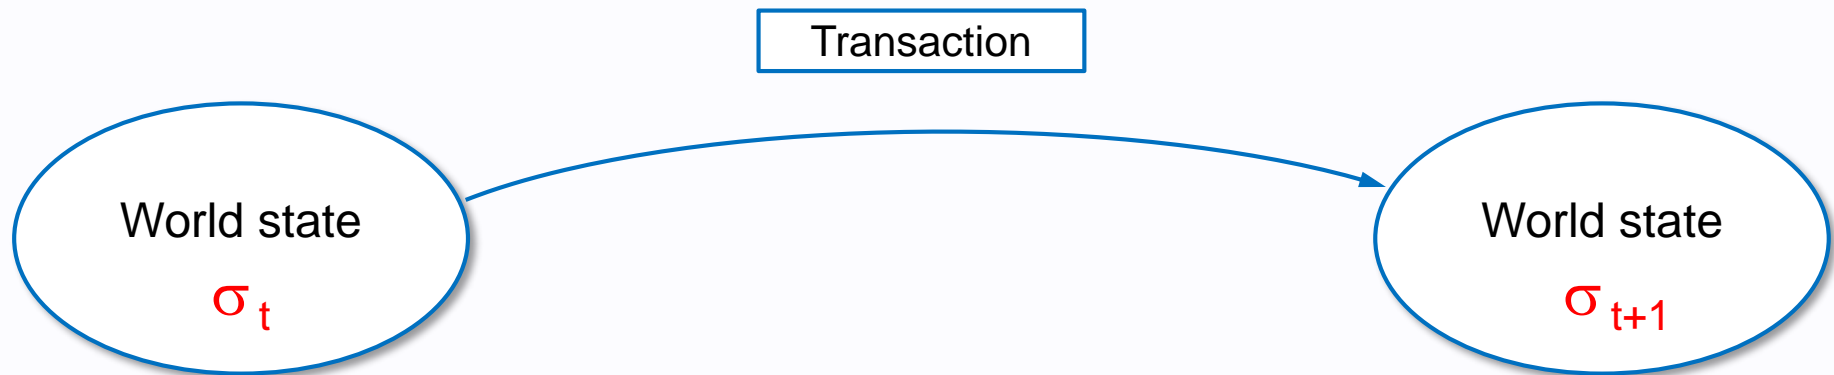 Transaction
World state
σ t
World state
σ t+1